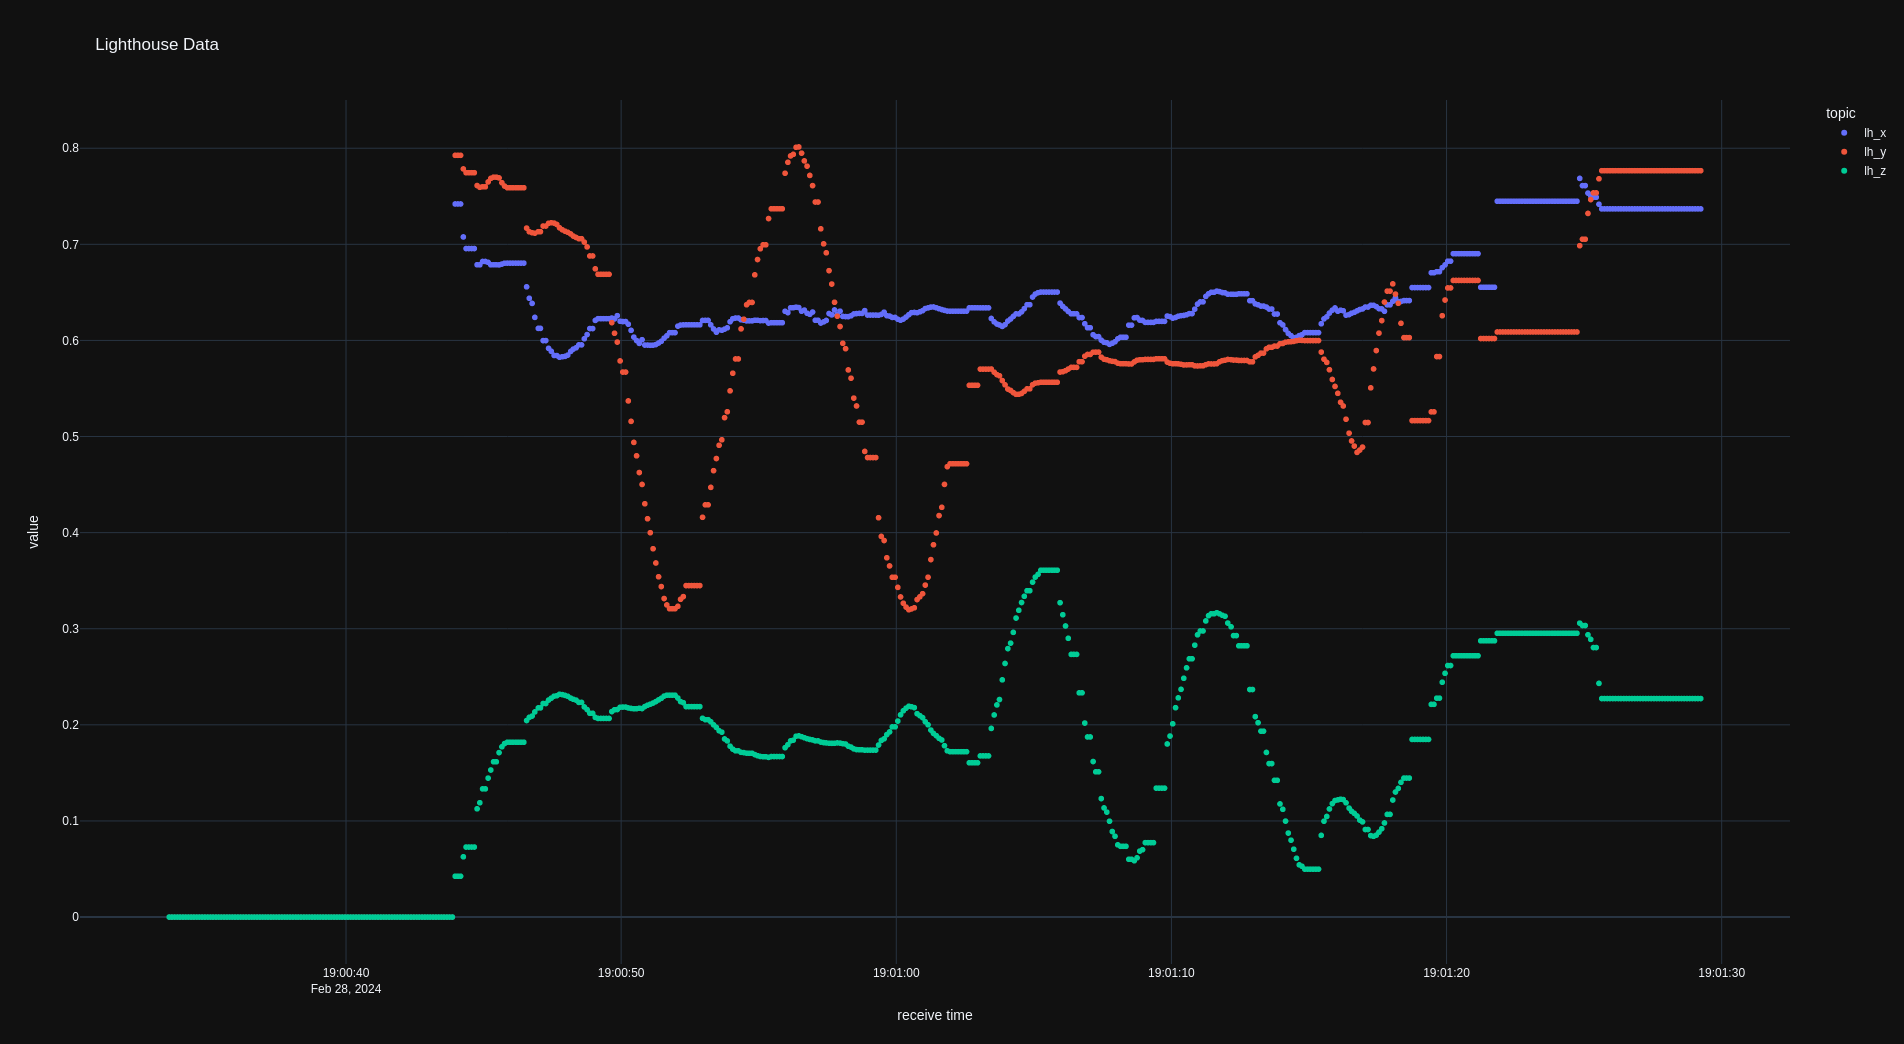 Lighthouse Data
topic
lh_x
lh_y
lh_z
value
0.8
0.7
0.6
0.5
0.4
0.3
0.2
0.1
0
19:00:40 19:00:50 19:01:00 19:01:10 19:01:20 19:01:30
Feb 28, 2024
receive time